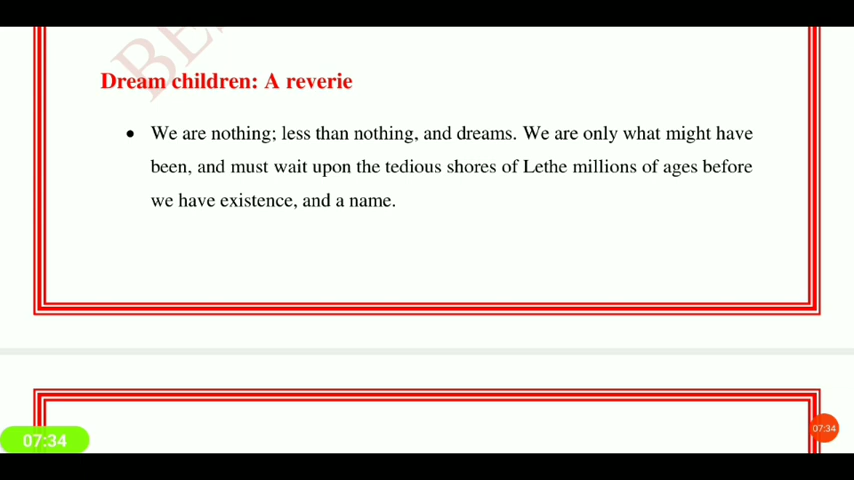 Dream children: A reverie
• We are nothing; less than nothing, and dreams. We are only what might have
been, and must wait upon the tedious shores of Lethe millions of ages before
we have existence, and a name.
07:34
07:34